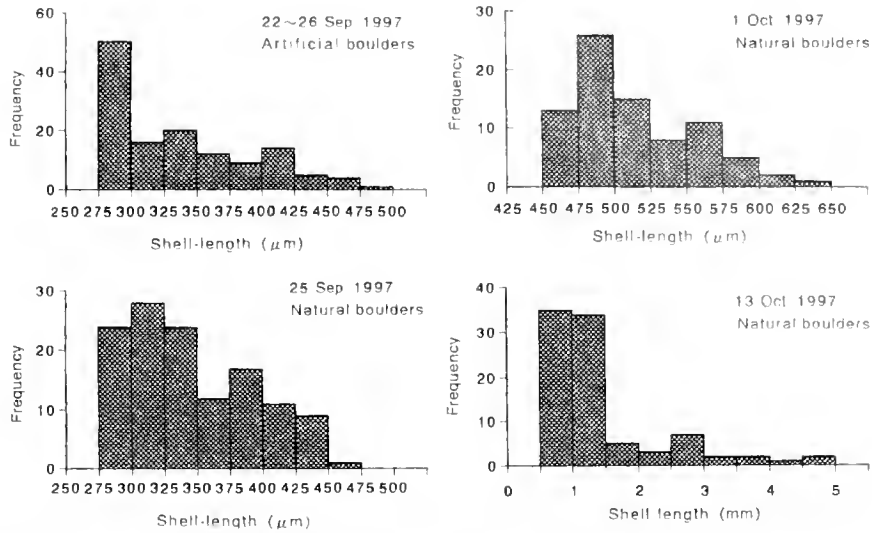 22~26 Sep 1997
Artificial boulders
Frequency
60
40
20
0
250 275 300 325 350 375 400 425 450 475 500
Shell-length (μm)
1 Oct 1997
Natural boulders
Frequency
30
20
10
0
425 450 475 500 525 550 575 600 625 650
Shell-length (μm)
25 Sep 1997
Natural boulders
Frequency
30
20
10
0
250 275 300 325 350 375 400 425 450 475 500
Shell-length (μm)
13 Oct 1997
Natural boulders
Frequency
40
30
20
10
0
0 1 2 3 4 5
Shell length (mm)